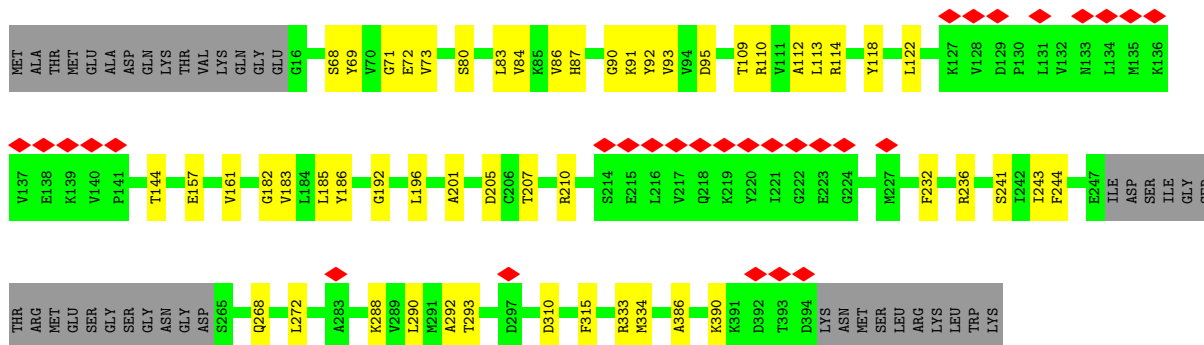 MET ALA THR MET GLU ALA ASP GLN LYS THR VAL LYS GLN GLY GLU G16 S68 Y69 V70 G71 E72 V73 S80 L83 V84 K85 V86 H87 G90 K91 Y92 V93 V94 D95 T109 R110 V111 A112 L113 R114 Y118 L122 K127 V128 D129 P130 L131 V132 N133 L134 M135 K136
V137 E138 K139 V140 P141 T144 E157 V161 G182 V183 L184 L185 Y186 G192 L196 A201 D205 C206 T207 R210 S214 E215 L216 V217 Q218 K219 Y220 I221 G222 E223 G224 M227 F232 R236 S241 I242 I243 F244 E247 ILE ASP SER ILE GLY SER
THR ARG MET GLU SER GLY SER GLY ASN GLY ASP S265 Q268 L272 A283 K288 V289 L290 M291 A292 T293 D297 D310 F315 R333 M334 A386 K390 K391 D392 T393 D394 LYS ASN MET SER LEU ARG LYS LEU TRP LYS